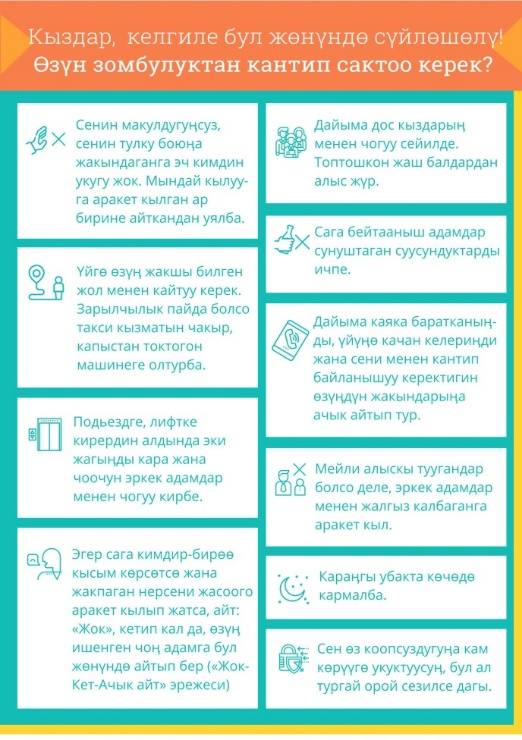 Кыздар, келгиле бул жөнүндө сүйлөшөлү!
Өзүн зомбулуктан кантип сактоо керек?
Сенин макулдугуңсуз,
сенин тулку боюңа
жакындаганга эч кимдин
укугу жок. Мындай кылуу-
га аракет кылган ар
бирине айткандан уялба.
Үйгө өзүң жакшы билген
жол менен кайтуу керек.
Зарылчылык пайда болсо
такси кызматын чакыр,
капыстан токтогон
машинеге олтурба.
Подьездге, лифтке
кирердин алдында эки
жагыңды кара жана
чоочун эркек адамдар
менен чогуу кирбе.
Эгер сага кимдир-бирөө
кысым көрсөтсө жана
жакпаган нерсени жасоого
аракет кылып жатса, айт:
«Жок», кетип кал да, өзүң
ишенген чоң адамга бул
жөнүндө айтып бер («Жок-
Кет-Ачык айт» эрежеси)
Дайыма дос кыздарың
менен чогуу сейилде.
Топтошкон жаш балдардан
алыс жүр.
Сага бейтааныш адамдар
сунуштаган суусундуктарды
ичпе.
Дайыма каяка баратканың-
ды, үйүңө качан келериңди
жана сени менен кантип
байланышуу керектигин
өзүңдүн жакындарыңа
ачык айтып тур.
Мейли алыскы туугандар
болсо деле, эркек адамдар
менен жалгыз калбаганга
аракет кыл.
Караңгы убакта көчөдө
кармалба.
Сен өз коопсуздугуңа кам
көрүүгө укуктуусуң, бул ал
тургай орой сезилсе дагы.